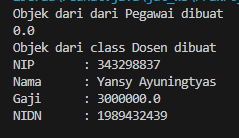 Objek dari dari Pegawai dibuat
0.0
Objek dari class Dosen dibuat
NIP : 343298837
Nama : Yansy Ayuningtyas
Gaji : 3000000.0
NIDN : 1989432439